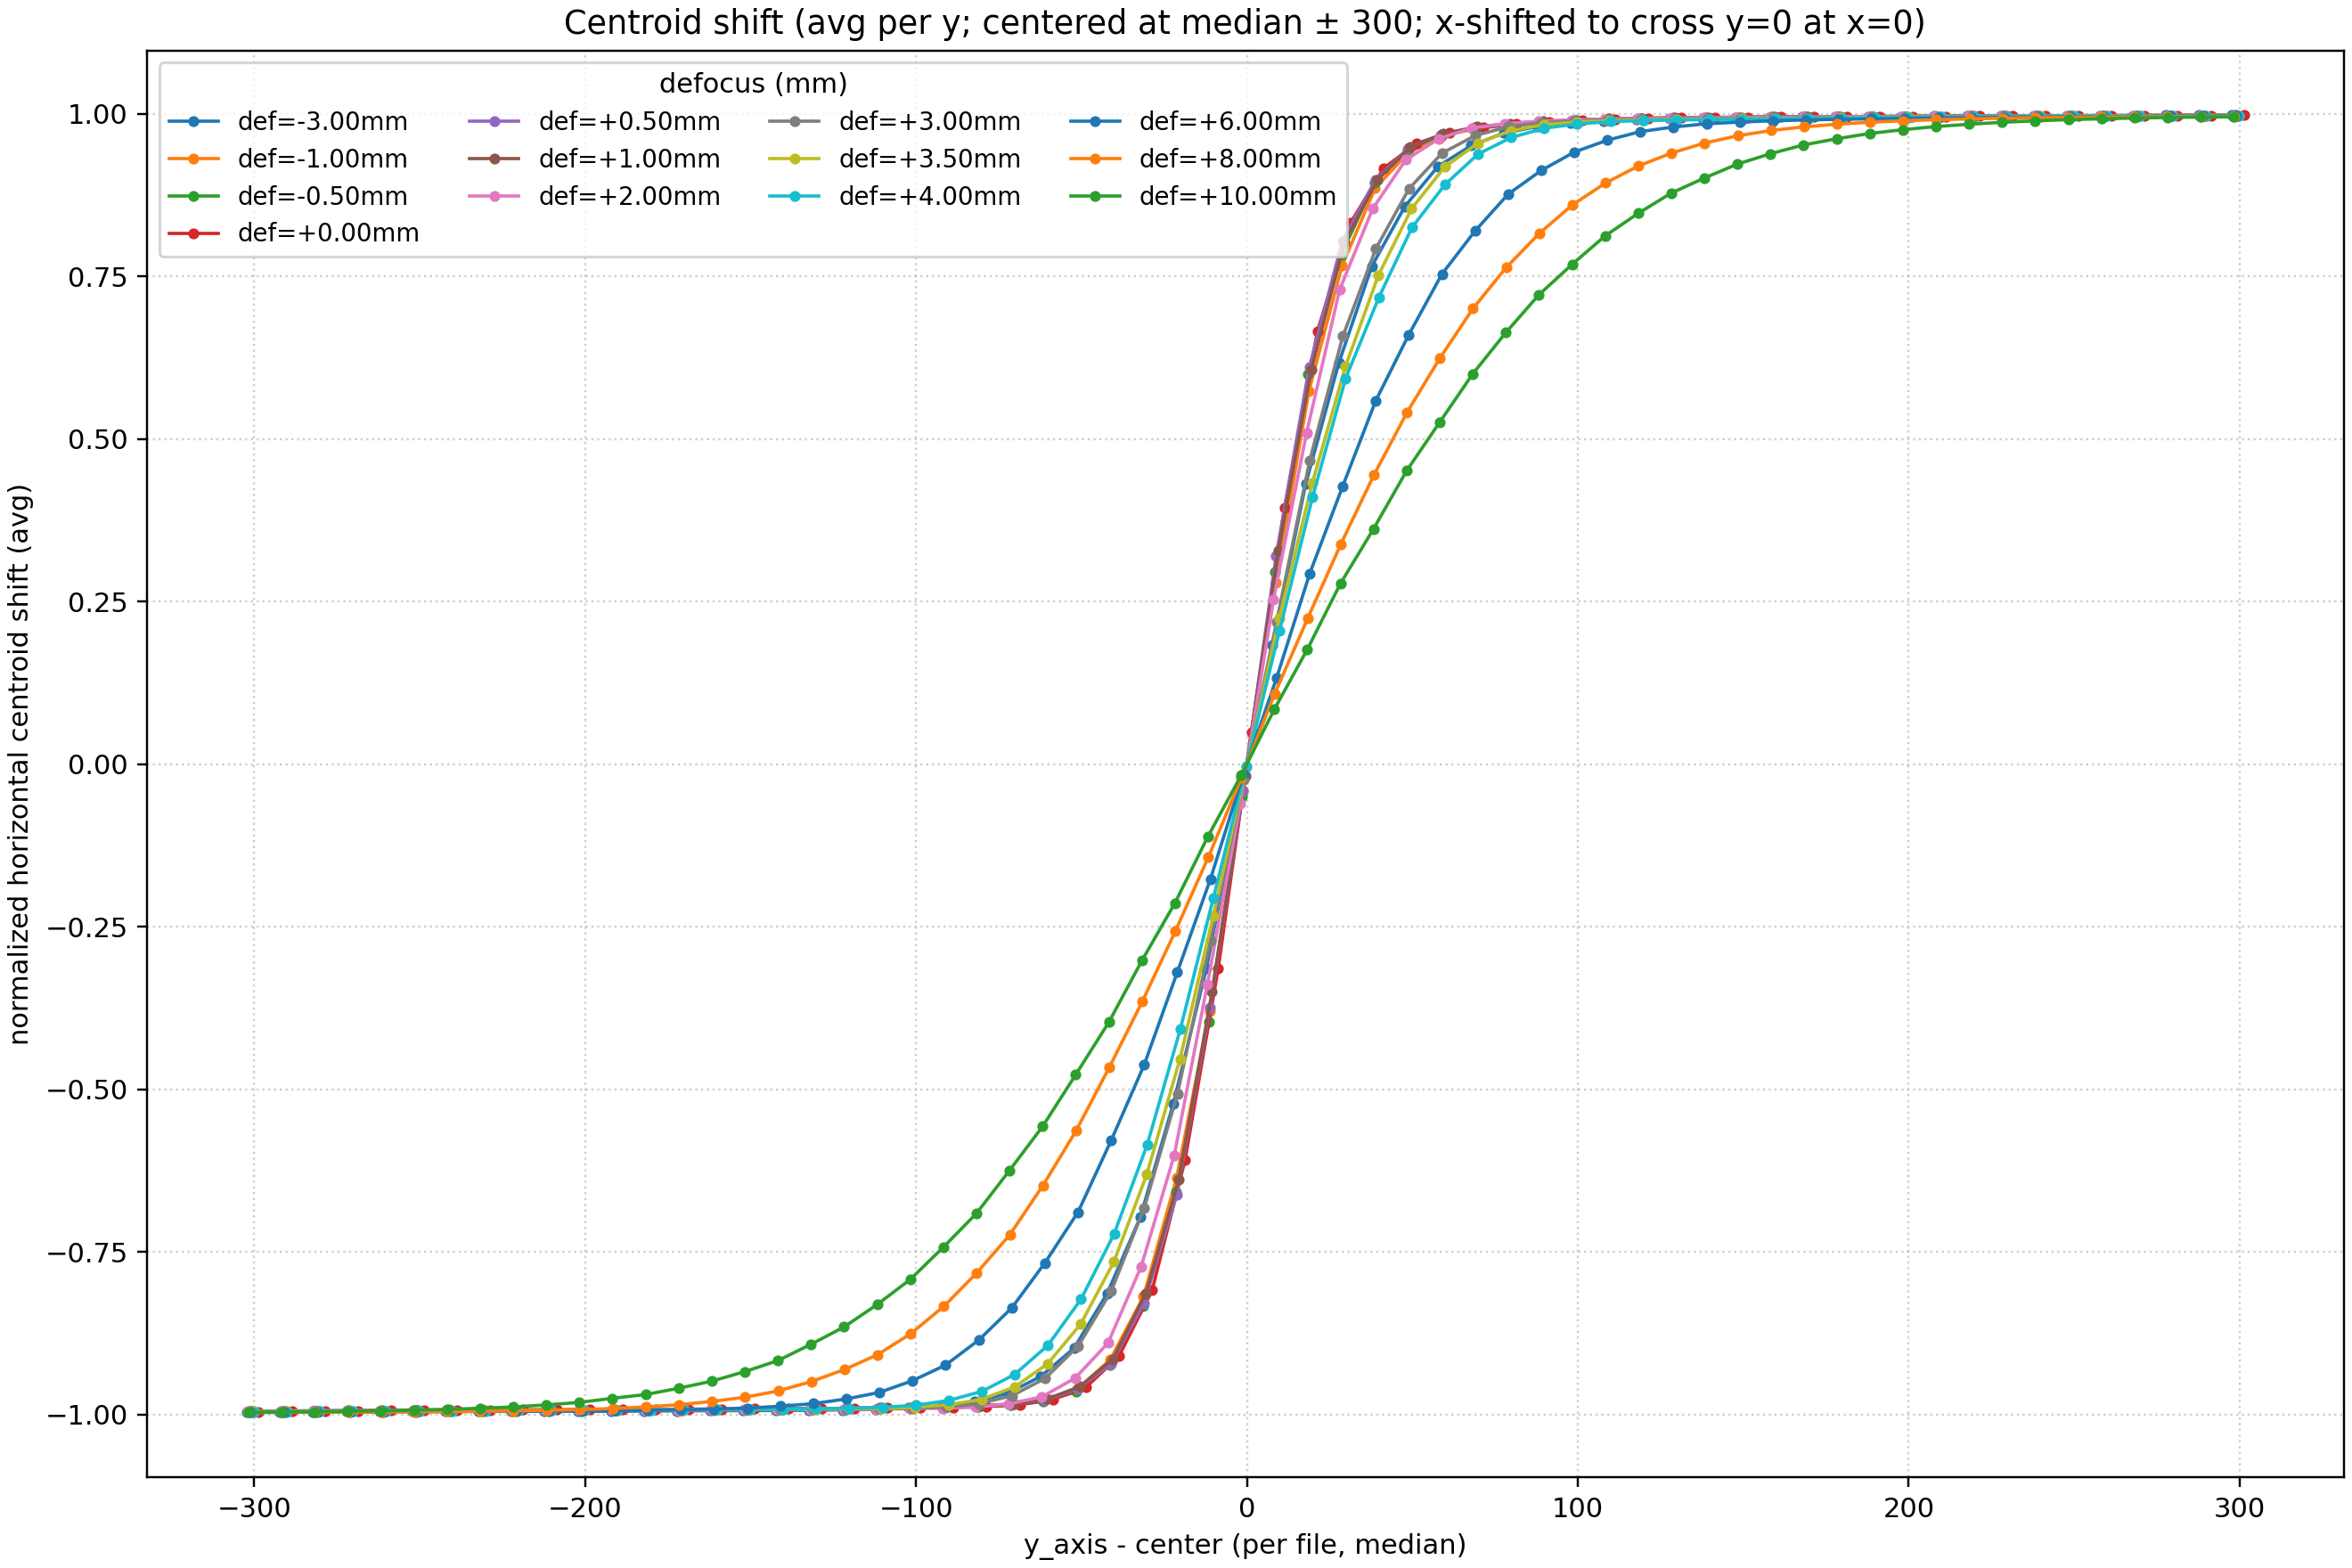 Centroid shift (avg per y; centered at median ± 300; x-shifted to cross y=0 at x=0)
defocus (mm)
def=-3.00mm
def=-1.00mm
def=-0.50mm
def=+0.00mm
def=+0.50mm
def=+1.00mm
def=+2.00mm
def=+3.00mm
def=+3.50mm
def=+4.00mm
def=+6.00mm
def=+8.00mm
def=+10.00mm
normalized horizontal centroid shift (avg)
1.00
0.75
0.50
0.25
0.00
−0.25
−0.50
−0.75
−1.00
−300 −200 −100 0 100 200 300
y_axis - center (per file, median)